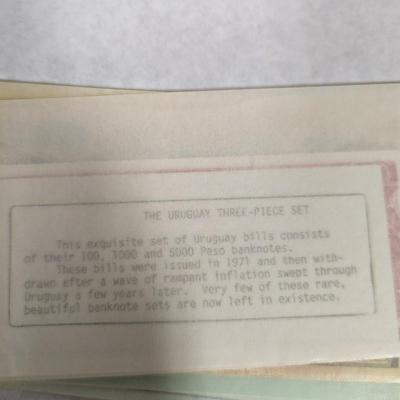 THE URUGUAY THREE-PIECE SET
This exquisite set of Uruguay bills consists
of their 100, 1000 and 5000 Peso banknotes.
These bills were issued in 1971 and then with-
drawn after a wave of rampant inflation swept through
Uruguay a few years later. Very few of these rare,
beautiful banknote sets are now left in existence.